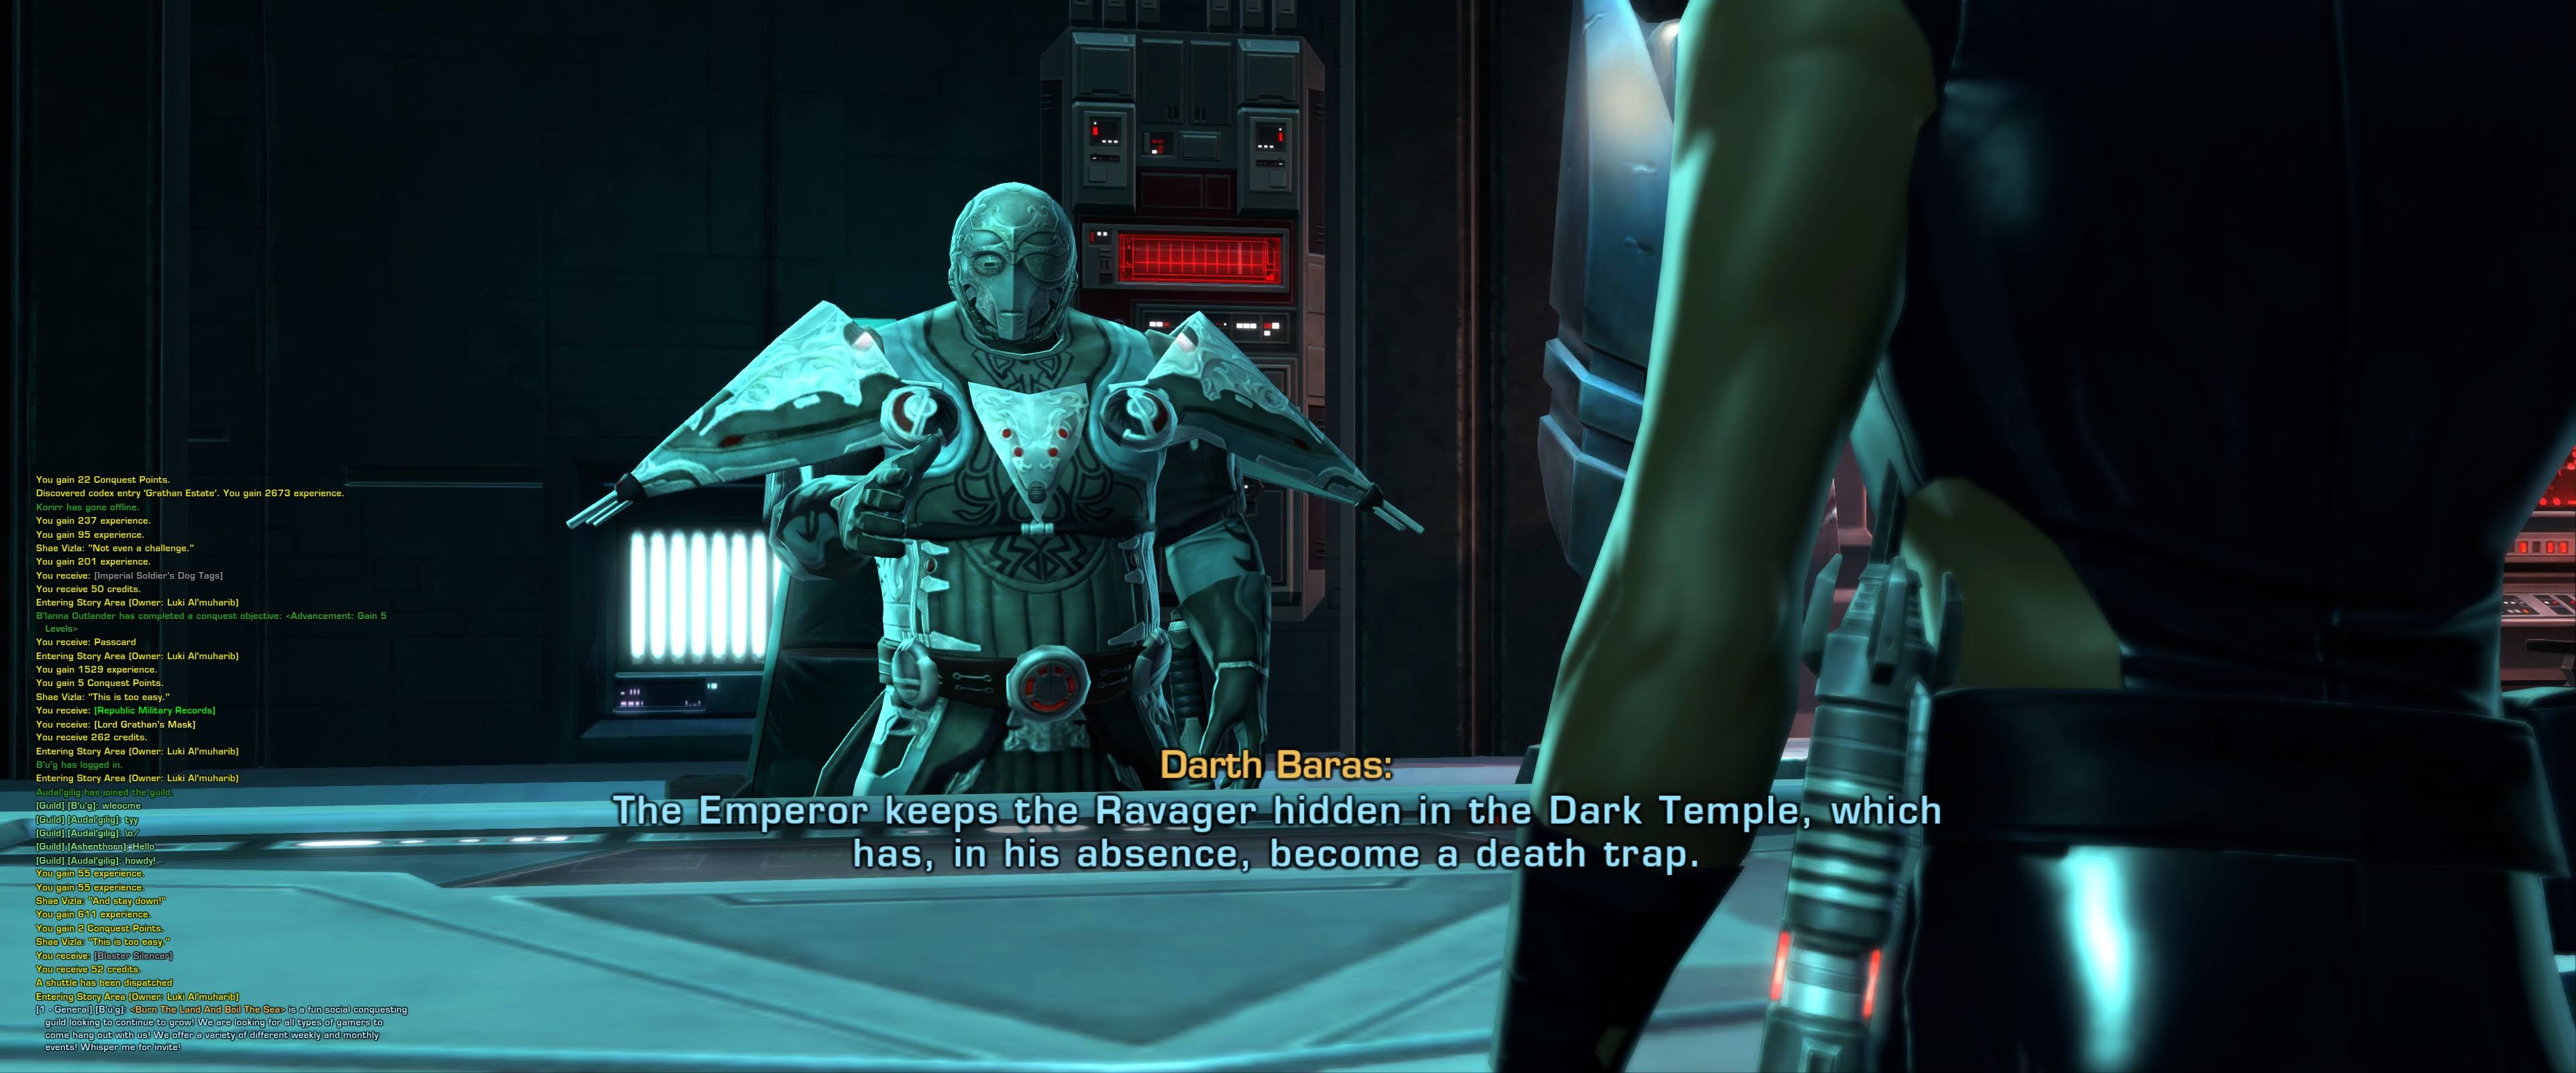 You gain 22 Conquest Points.
Discovered codex entry 'Grathan Estate'. You gain 2673 experience.
Korirr has gone offline.
You gain 237 experience.
You gain 95 experience.
Shae Vizla: "Not even a challenge."
You gain 201 experience.
You receive: [Imperial Soldier's Dog Tags]
You receive 50 credits.
Entering Story Area (Owner: Luki Al'muharib)
B'lanna Outlander has completed a conquest objective: <Advancement: Gain 5
Levels>
You receive: Passcard
Entering Story Area (Owner: Luki Al'muharib)
You gain 1529 experience.
You gain 5 Conquest Points.
Shae Vizla: "This is too easy."
You receive: [Republic Military Records]
You receive: [Lord Grathan's Mask]
You receive 262 credits.
Entering Story Area (Owner: Luki Al'muharib)
B'u'g has logged in.
Entering Story Area (Owner: Luki Al'muharib)
Audal'gilig has joined the guild.
[Guild] [B'u'g]: wleocme
[Guild] [Audal'gilig]: tyy
[Guild] [Audal'gilig]: \o/
[Guild] [Ashenthorn]: Hello
[Guild] [Audal'gilig]: howdy!
You gain 55 experience.
You gain 55 experience.
Shae Vizla: "And stay down!"
You gain 611 experience.
You gain 2 Conquest Points.
Shae Vizla: "This is too easy."
You receive: [Blaster Silencer]
You receive 52 credits.
A shuttle has been dispatched
Entering Story Area (Owner: Luki Al'muharib)
[1 - General] [B'u'g]: <Burn The Land And Boil The Sea> is a fun social conquesting
guild looking to continue to grow! We are looking for all types of gamers to
come hang out with us! We offer a variety of different weekly and monthly
events! Whisper me for invite!
Darth Baras:
The Emperor keeps the Ravager hidden in the Dark Temple, which
has, in his absence, become a death trap.